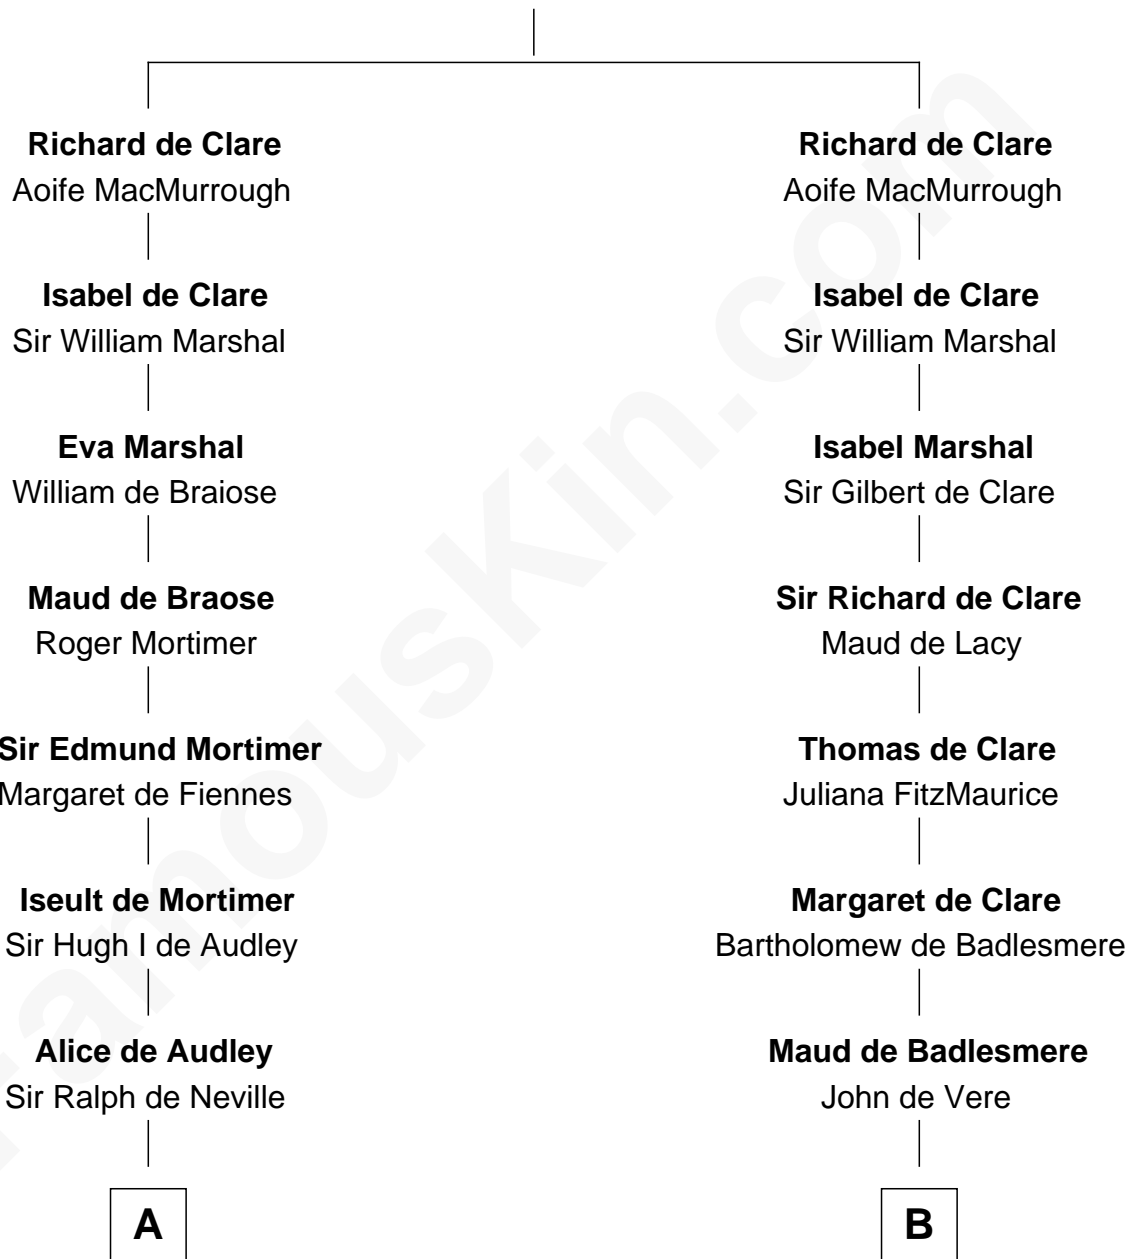 Richard de Clare
Aoife MacMurrough
Isabel de Clare
Sir William Marshal
Eva Marshal
William de Braiose
Maud de Braose
Roger Mortimer
Sir Edmund Mortimer
Margaret de Fiennes
Iseult de Mortimer
Sir Hugh I de Audley
Alice de Audley
Sir Ralph de Neville
A
Richard de Clare
Aoife MacMurrough
Isabel de Clare
Sir William Marshal
Isabel Marshal
Sir Gilbert de Clare
Sir Richard de Clare
Maud de Lacy
Thomas de Clare
Juliana FitzMaurice
Margaret de Clare
Bartholomew de Badlesmere
Maud de Badlesmere
John de Vere
B
FamousKin.com